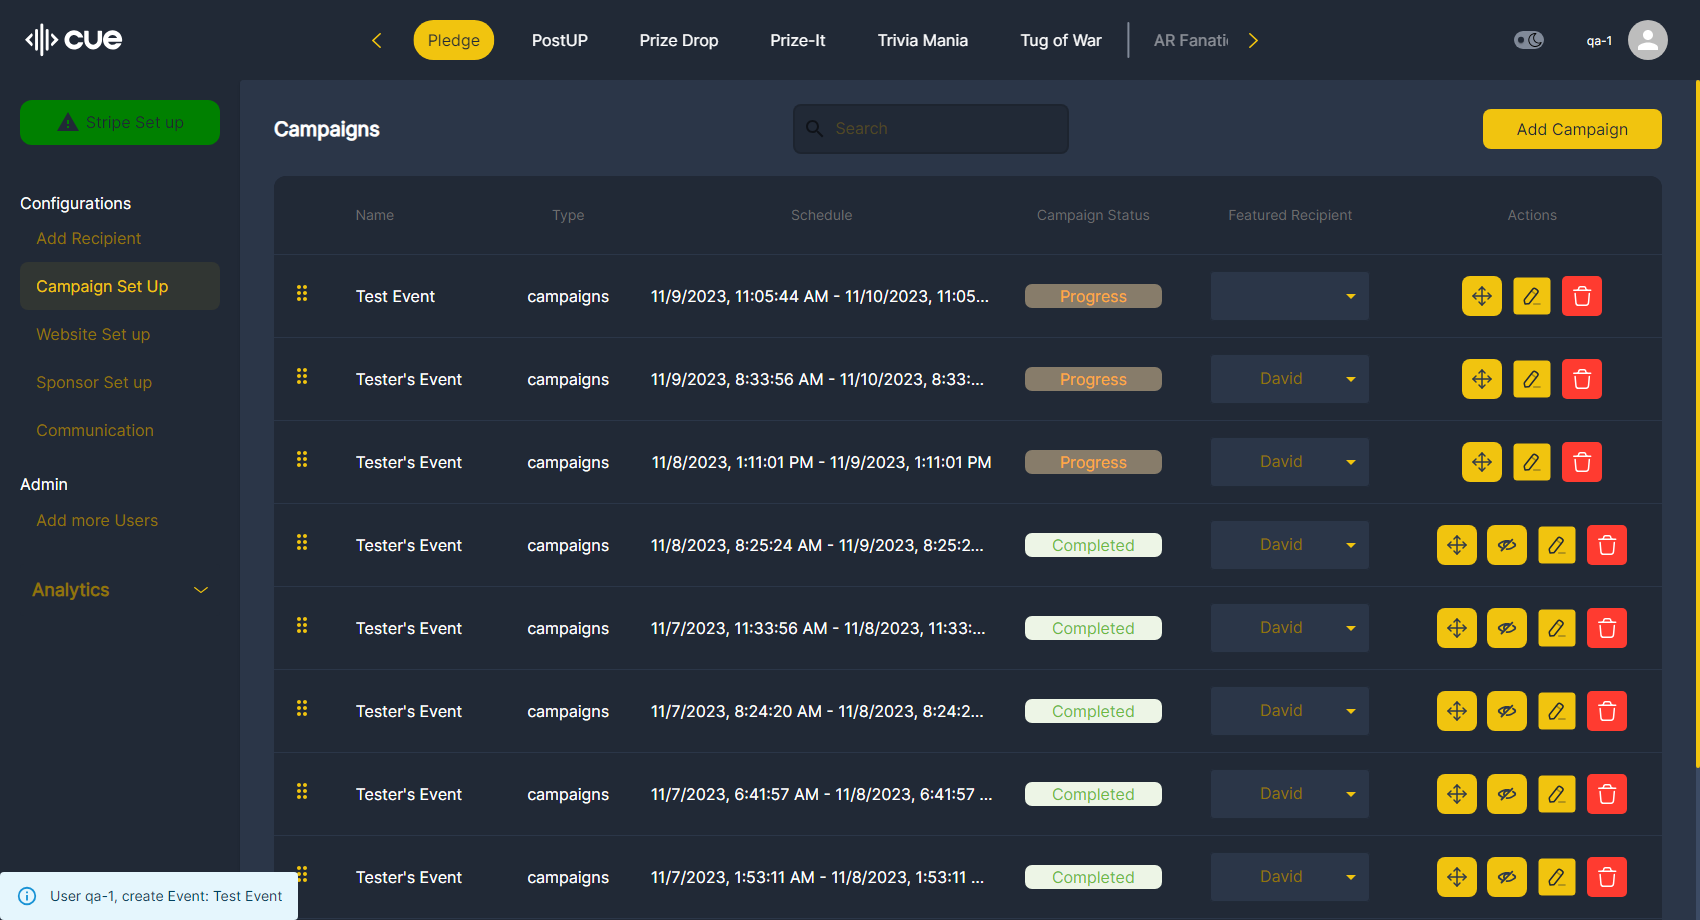 cue
Pledge
PostUP
Prize Drop
Prize-It
Trivia Mania
Tug of War
AR Fanati
qa-1
Stripe Set up
Configurations
Add Recipient
Campaign Set Up
Website Set up
Sponsor Set up
Communication
Admin
Add more Users
Analytics
Campaigns
Search
Add Campaign
Name Type Schedule Campaign Status Featured Recipient Actions
Test Event campaigns 11/9/2023, 11:05:44 AM - 11/10/2023, 11:05... Progress
Tester's Event campaigns 11/9/2023, 8:33:56 AM - 11/10/2023, 8:33:... Progress David
Tester's Event campaigns 11/8/2023, 1:11:01 PM - 11/9/2023, 1:11:01 PM Progress David
Tester's Event campaigns 11/8/2023, 8:25:24 AM - 11/9/2023, 8:25:2... Completed David
Tester's Event campaigns 11/7/2023, 11:33:56 AM - 11/8/2023, 11:33:... Completed David
Tester's Event campaigns 11/7/2023, 8:24:20 AM - 11/8/2023, 8:24:2... Completed David
Tester's Event campaigns 11/7/2023, 6:41:57 AM - 11/8/2023, 6:41:57 ... Completed David
Tester's Event campaigns 11/7/2023, 1:53:11 AM - 11/8/2023, 1:53:11 ... Completed David
User qa-1, create Event: Test Event